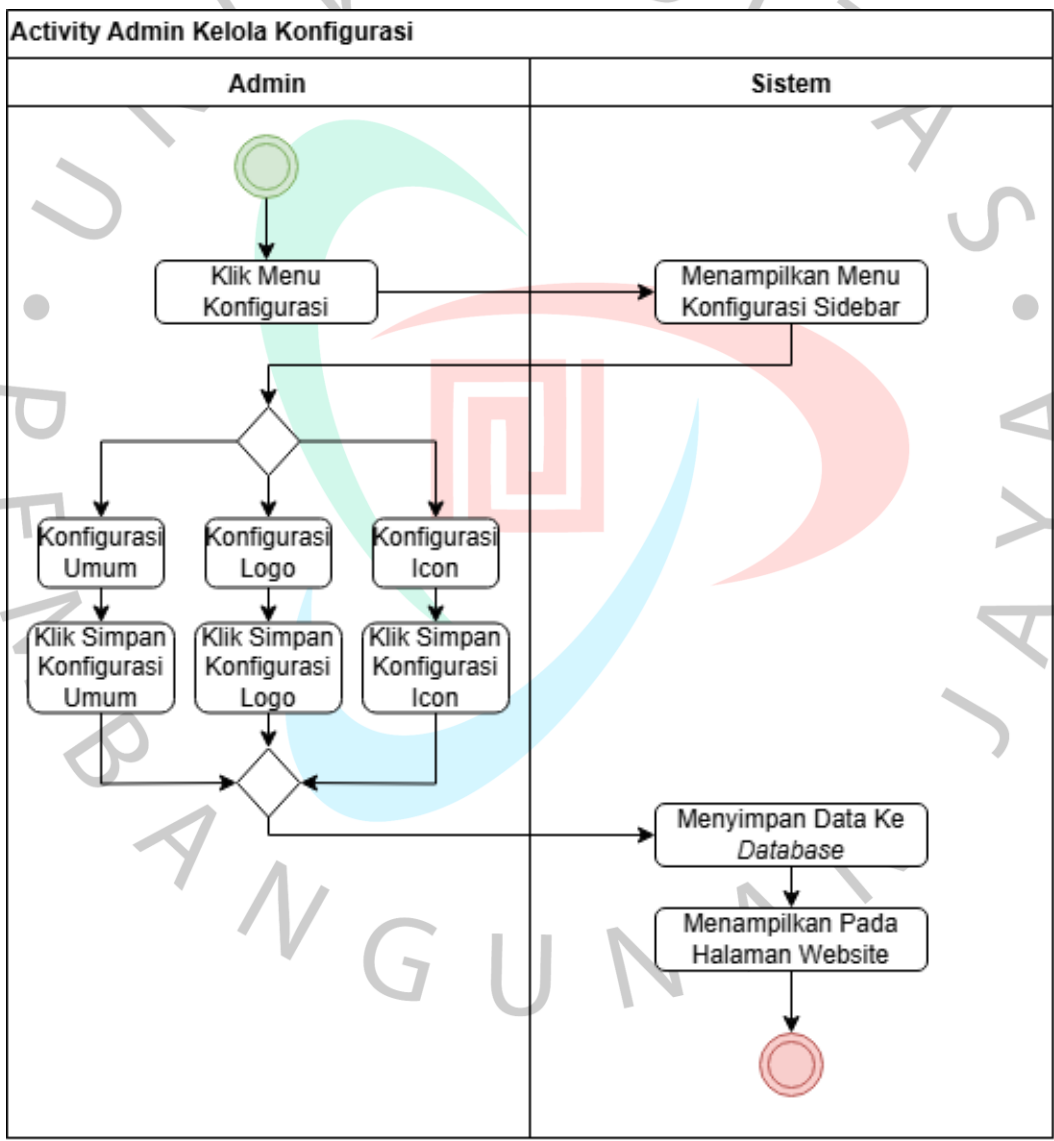 Activity Admin Kelola Konfigurasi
Admin
Sistem
Klik Menu
Konfigurasi
Menampilkan Menu
Konfigurasi Sidebar
Konfigurasi
Umum
Konfigurasi
Logo
Konfigurasi
Icon
Klik Simpan
Konfigurasi
Umum
Klik Simpan
Konfigurasi
Logo
Klik Simpan
Konfigurasi
Icon
Menyimpan Data Ke
Database
Menampilkan Pada
Halaman Website
PEMBANGUNAN JAYA